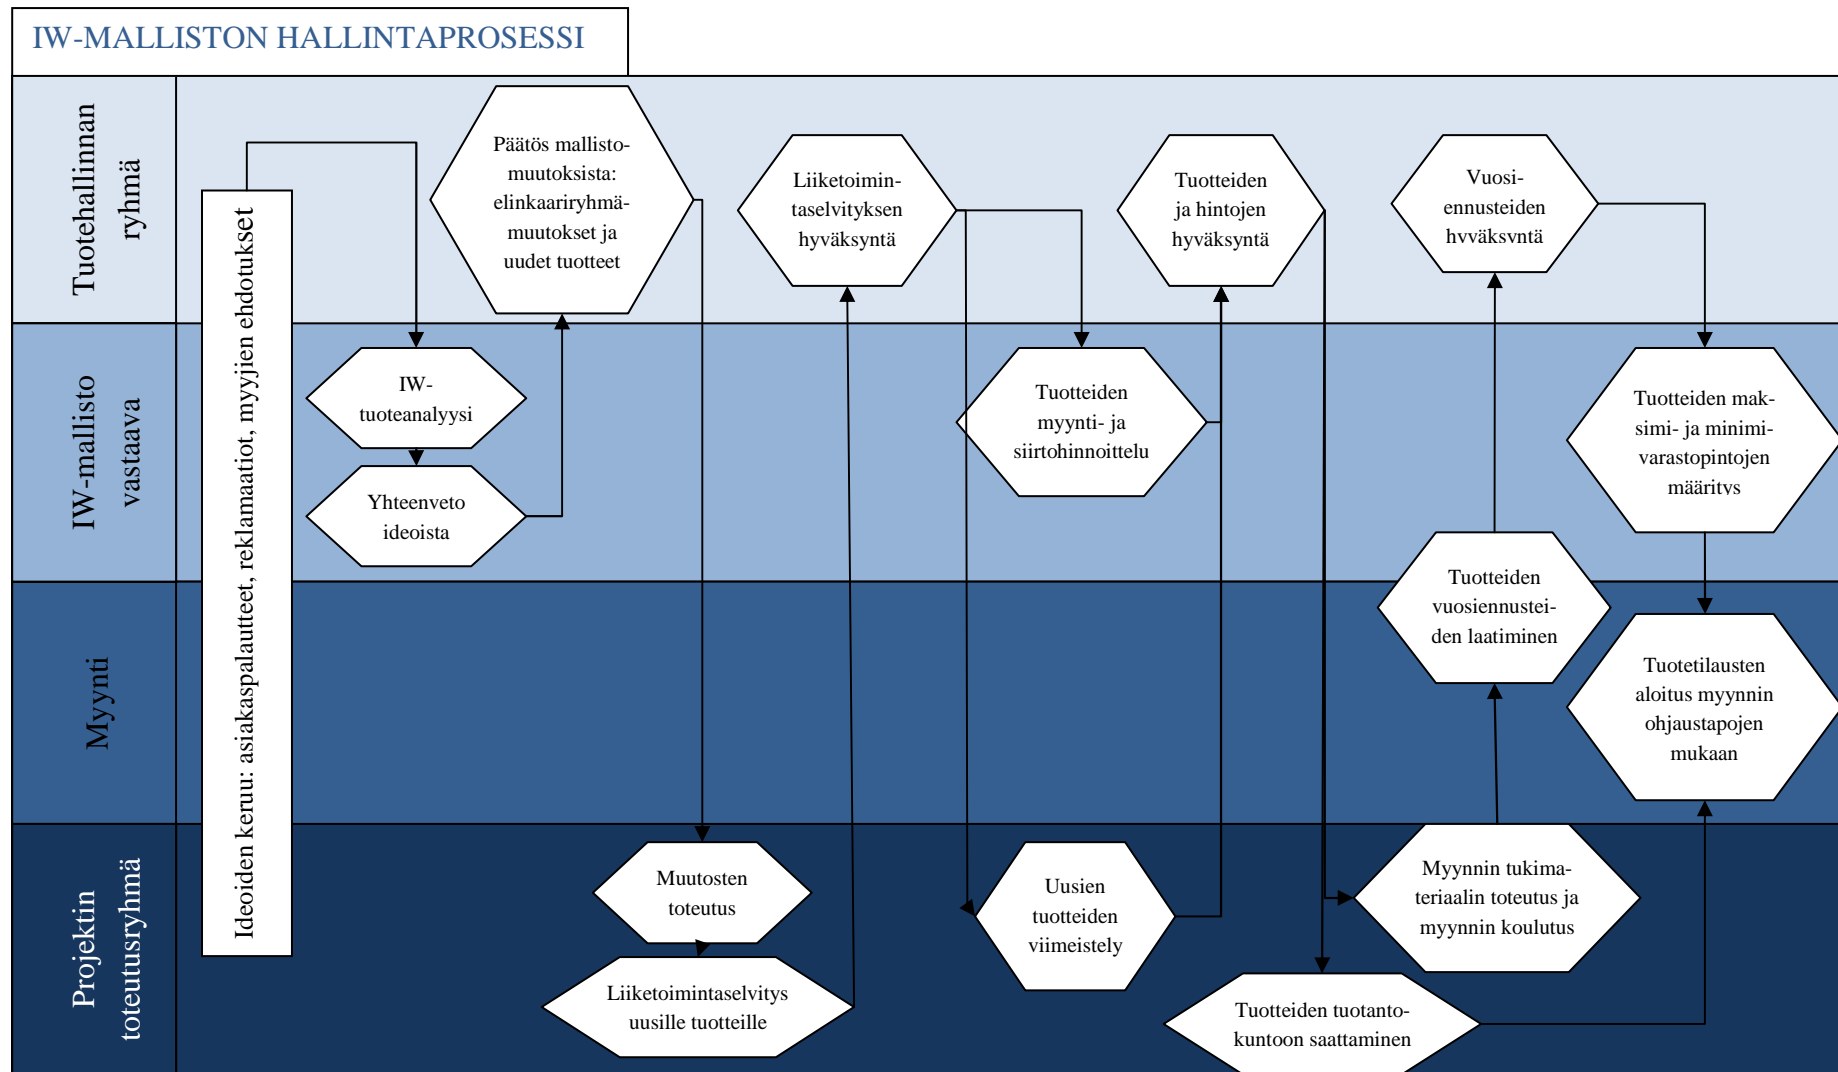 IW-MALLISTON HALLINTAPROSESSI
Tuotehallinnan
ryhmä
Ideoiden keruu: asiakaspalautteet, reklamaatiot, myyjien ehdotukset
Päätös mallisto-
muutoksista:
elinkaariryhmä-
muutokset ja
uudet tuotteet
Liiketoimin-
taselvityksen
hyväksyntä
Tuotteiden
ja hintojen
hyväksyntä
Vuosi-
ennusteiden
hyväksyntä
IW-mallisto
vastaava
IW-
tuoteanalyysi
Yhteenveto
ideoista
Tuotteiden
myynti- ja
siirtohinnoittelu
Tuotteiden mak-
simi- ja minimi-
varastopintojen
määritys
Myynti
Tuotteiden
vuosiennustei-
den laatiminen
Tuotetilausten
aloitus myynnin
ohjaustapojen
mukaan
Projektin
toteutusryhmä
Muutosten
toteutus
Liiketoimintaselvitys
uusille tuotteille
Uusien
tuotteiden
viimeistely
Myynnin tukima-
teriaalin toteutus ja
myynnin koulutus
Tuotteiden tuotanto-
kuntoon saattaminen